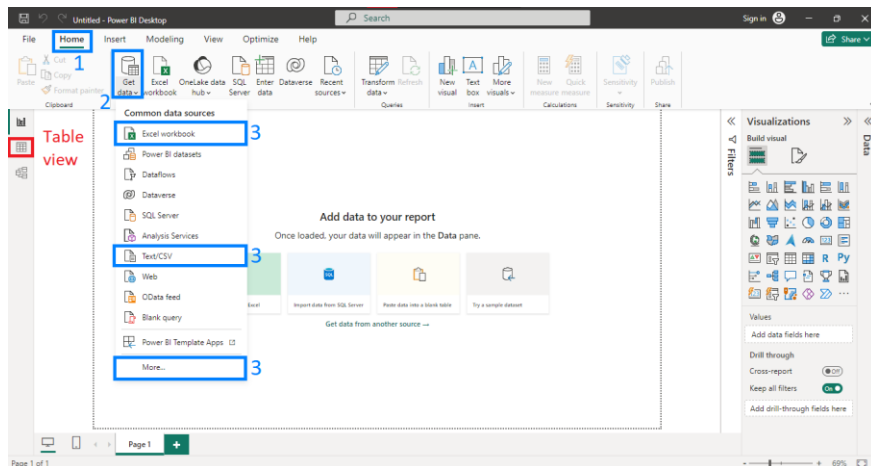 Untitled - Power BI Desktop
Search
Sign in
File Home Insert Modeling View Optimize Help
Share
1
Paste
Cut
Copy
Format painter
Clipboard
2
Get data
Excel workbook
OneLake data hub
SQL Server
Enter data
Dataverse
Recent sources
Transform data
Refresh
Queries
New visual
Text box
More visuals
Insert
New measure
Quick measure
Calculations
Sensitivity
Sensitivity
Publish
Share
Table
view
Common data sources
Excel workbook 3
Power BI datasets
Dataflows
Dataverse
SQL Server
Analysis Services
Text/CSV 3
Web
OData feed
Blank query
Power BI Template Apps
More... 3
Add data to your report
Once loaded, your data will appear in the Data pane.
Excel
Import data from SQL Server
Paste data into a blank table
Try a sample dataset
Get data from another source →
Filters
Visualizations
Build visual
R Py
Values
Add data fields here
Drill through
Cross-report Off
Keep all filters On
Add drill-through fields here
Data
Page 1
Page 1 of 1
69%